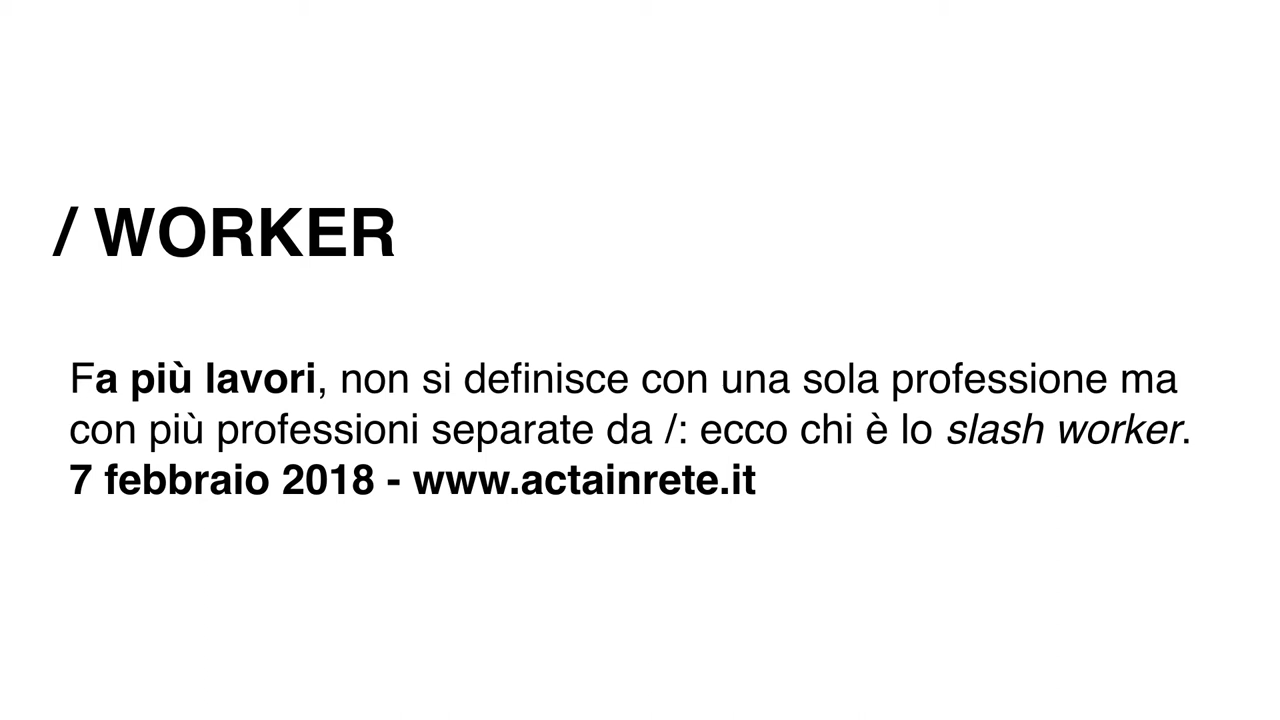 / WORKER
Fa più lavori, non si definisce con una sola professione ma
con più professioni separate da /: ecco chi è lo slash worker.
7 febbraio 2018 - www.actainrete.it